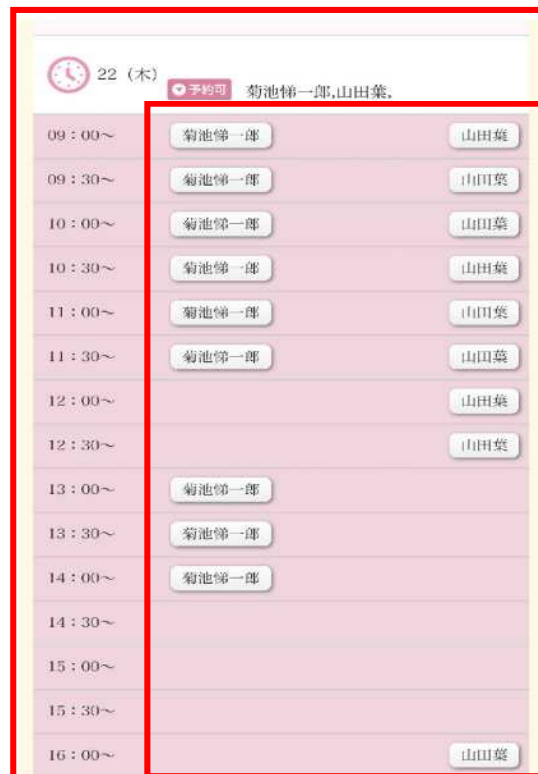 22（木）
予約可 菊池悌一郎,山田葉,
09：00～ 菊池悌一郎 山田葉
09：30～ 菊池悌一郎 山田葉
10：00～ 菊池悌一郎 山田葉
10：30～ 菊池悌一郎 山田葉
11：00～ 菊池悌一郎 山田葉
11：30～ 菊池悌一郎 山田葉
12：00～ 山田葉
12：30～ 山田葉
13：00～ 菊池悌一郎
13：30～ 菊池悌一郎
14：00～ 菊池悌一郎
14：30～
15：00～
15：30～
16：00～ 山田葉